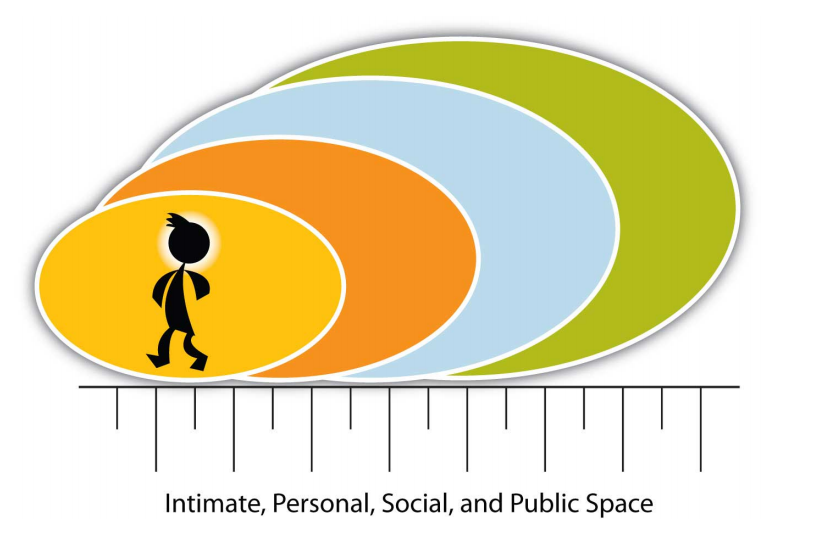 Intimate, Personal, Social, and Public Space